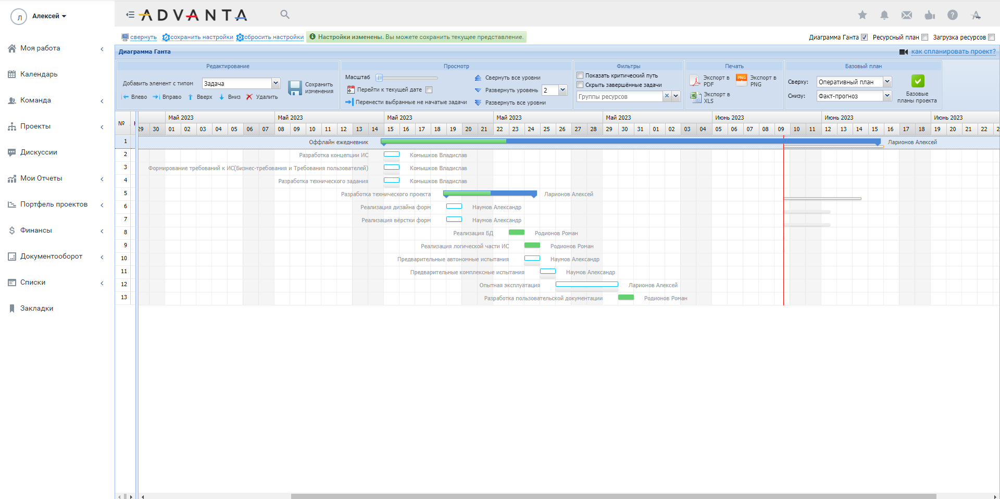 Л Алексей
ADVANTA
свернуть сохранить настройки сбросить настройки Настройки изменены. Вы можете сохранить текущее представление.
Диаграмма Ганта Ресурсный план Загрузка ресурсов
Моя работа
Календарь
Команда
Проекты
Дискуссии
Мои Отчеты
Портфель проектов
Финансы
Документооборот
Списки
Закладки
Диаграмма Ганта
как спланировать проект?
Редактирование
Добавить элемент с типом Задача
Влево Вправо Вверх Вниз Удалить
Сохранить
изменения
Просмотр
Масштаб
Перейти к текущей дате
Перенести выбранные не начатые задачи
Свернуть все уровни
Развернуть уровень 2
Развернуть все уровни
Фильтры
Показать критический путь
Скрыть завершённые задачи
Группы ресурсов
Печать
Экспорт в
PDF
PNG
Экспорт в
PNG
Экспорт в
XLS
Базовый план
Сверху: Оперативный план
Снизу: Факт-прогноз
Базовые
планы проекта
№
Май 2023 Май 2023 Май 2023 Май 2023 Май 2023 Июнь 2023 Июнь 2023 Июнь 2023
29 30 01 02 03 04 05 06 07 08 09 10 11 12 13 14 15 16 17 18 19 20 21 22 23 24 25 26 27 28 29 30 31 01 02 03 04 05 06 07 08 09 10 11 12 13 14 15 16 17 18 19 20 21 22
1 Оффлайн ежедневник Ларионов Алексей
2 Разработка концепции ИС Комышков Владислав
3 Формирование требований к ИС(Бизнес-требования и Требования пользователей) Комышков Владислав
4 Разработка технического задания Комышков Владислав
5 Разработка технического проекта Ларионов Алексей
6 Реализация дизайна форм Наумов Александр
7 Реализация вёрстки форм Наумов Александр
8 Реализация БД Родионов Роман
9 Реализация логической части ИС Родионов Роман
10 Предварительные автономные испытания Наумов Александр
11 Предварительные комплексные испытания Наумов Александр
12 Опытная эксплуатация Ларионов Алексей
13 Разработка пользовательской документации Родионов Роман